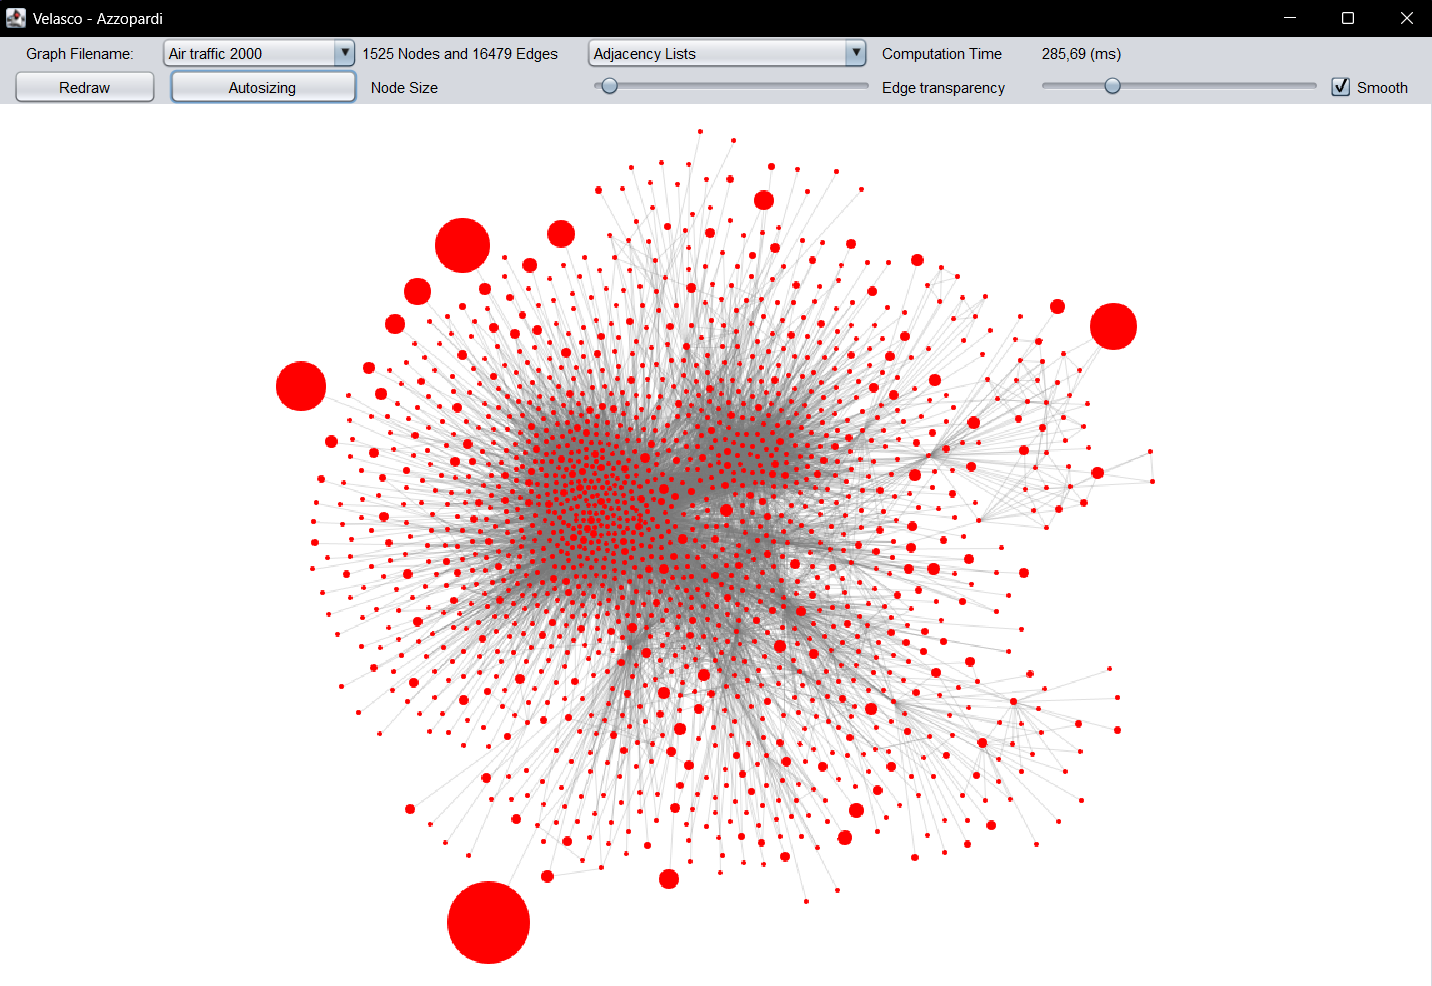 Velasco - Azzopardi
Graph Filename: Air traffic 2000 1525 Nodes and 16479 Edges Adjacency Lists Computation Time 285,69 (ms)
Redraw Autosizing Node Size Edge transparency Smooth